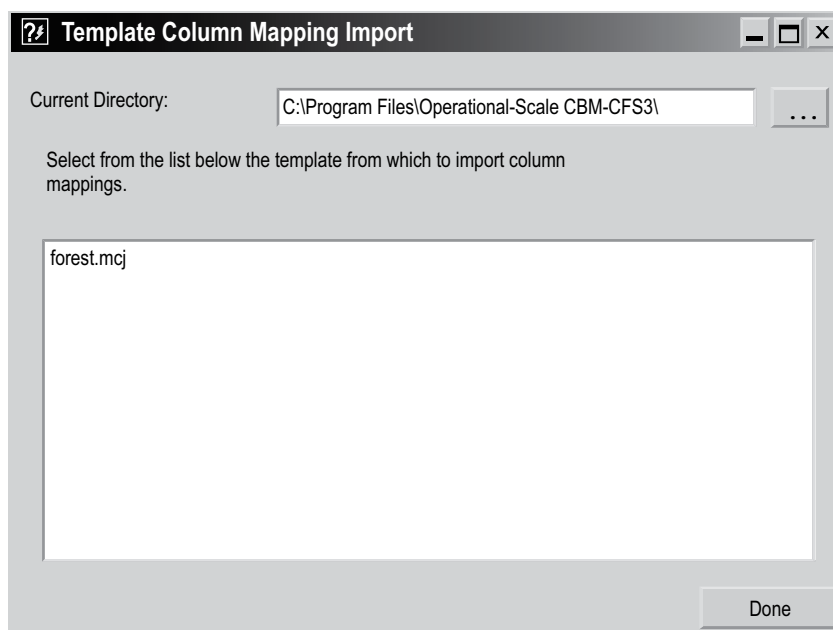 Template Column Mapping Import
Current Directory:
C:\Program Files\Operational-Scale CBM-CFS3\
...
Select from the list below the template from which to import column
mappings.
forest.mcj
Done